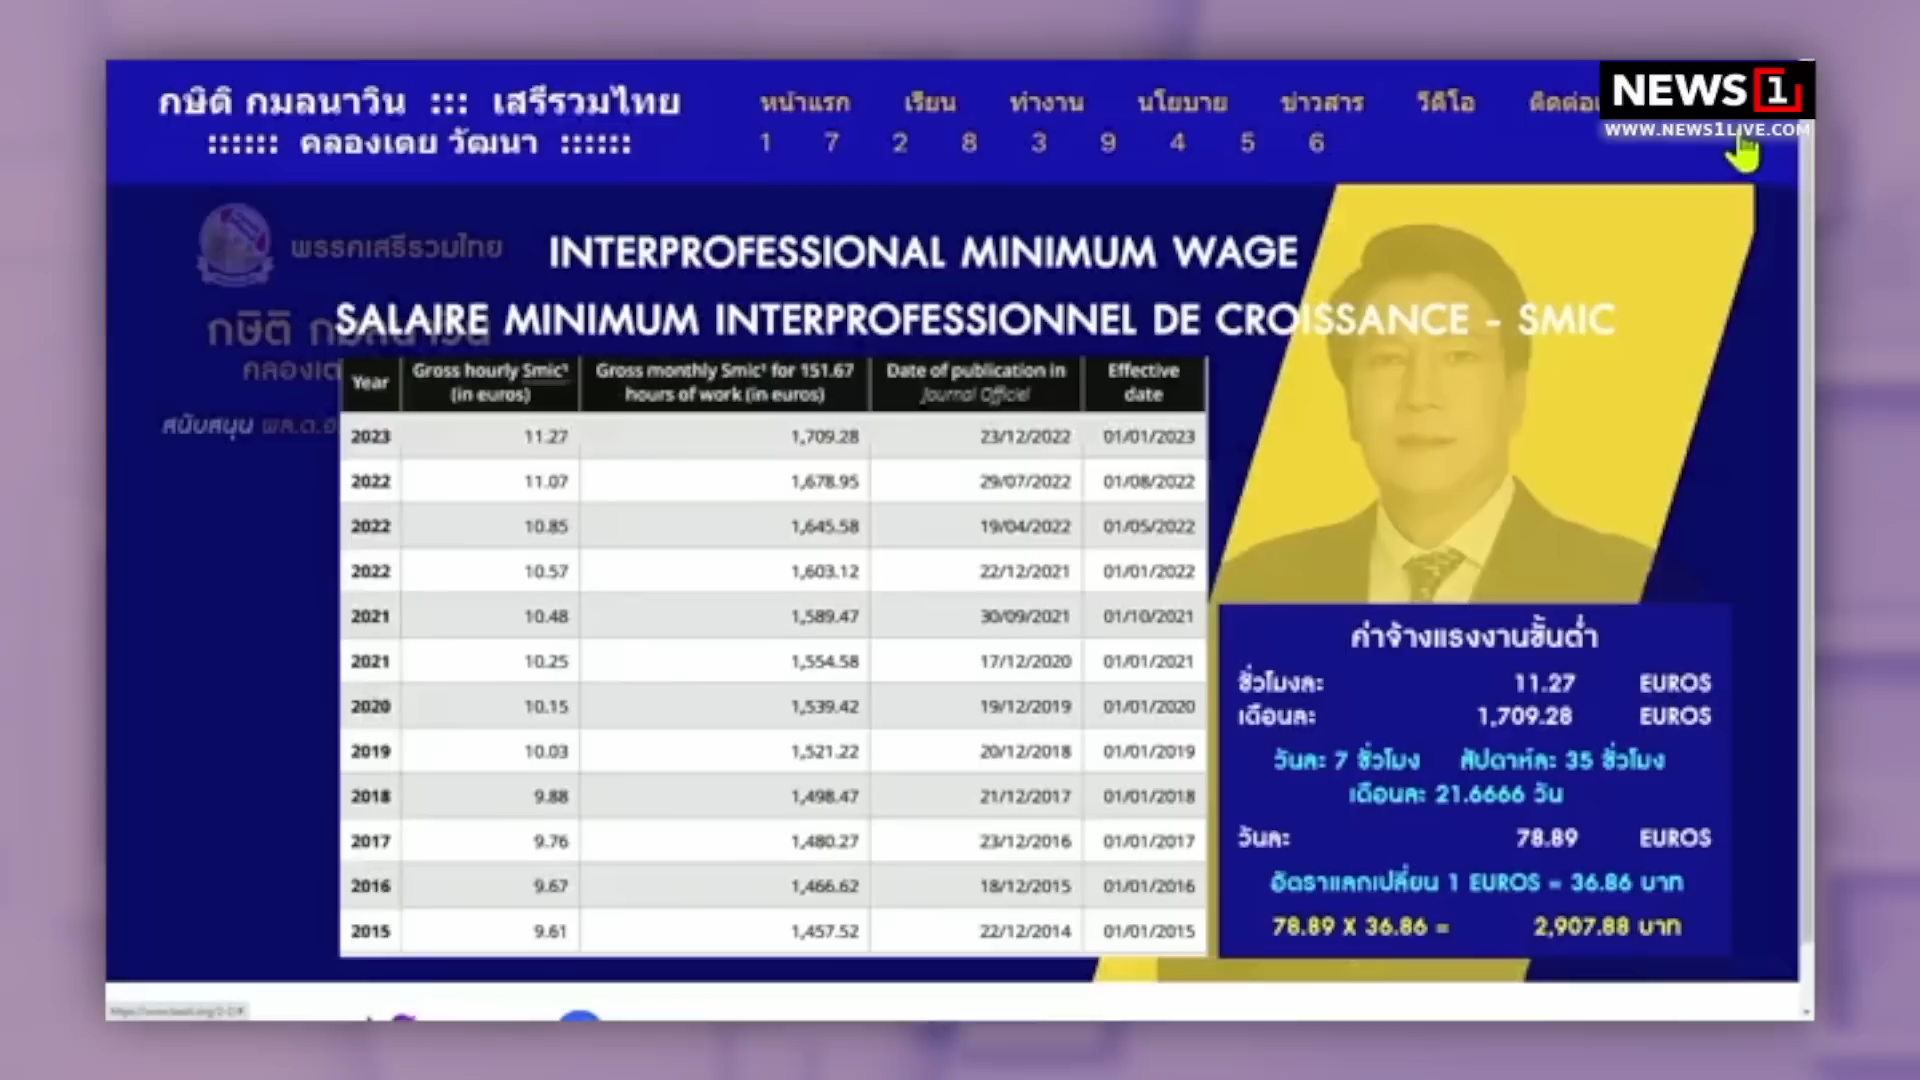 กษิดิ์ กมลนาวิน ::: เสรีรวมไทย
:::::: คลองเตย วัฒนา ::::::
หน้าแรก เรียน ทำงาน นโยบาย ข่าวสาร วีดีโอ
1 7 2 8 3 9 4 5 6
NEWS 1
WWW.NEWS1LIVE.COM
พรรคเสรีรวมไทย
INTERPROFESSIONAL MINIMUM WAGE
SALAIRE MINIMUM INTERPROFESSIONNEL DE CROISSANCE - SMIC
สนับสนุน
Year Gross hourly Smic¹ (in euros) Gross monthly Smic¹ for 151.67 hours of work (in euros) Date of publication in Journal Officiel Effective date
2023 11.27 1,709.28 23/12/2022 01/01/2023
2022 11.07 1,678.95 29/07/2022 01/08/2022
2022 10.85 1,645.58 19/04/2022 01/05/2022
2022 10.57 1,603.12 22/12/2021 01/01/2022
2021 10.48 1,589.47 30/09/2021 01/10/2021
2021 10.25 1,554.58 17/12/2020 01/01/2021
2020 10.15 1,539.42 19/12/2019 01/01/2020
2019 10.03 1,521.22 20/12/2018 01/01/2019
2018 9.88 1,498.47 21/12/2017 01/01/2018
2017 9.76 1,480.27 23/12/2016 01/01/2017
2016 9.67 1,466.62 18/12/2015 01/01/2016
2015 9.61 1,457.52 22/12/2014 01/01/2015
ค่าจ้างแรงงานขั้นต่ำ
ชั่วโมงละ 11.27 EUROS
เดือนละ 1,709.28 EUROS
วันละ 7 ชั่วโมง สัปดาห์ละ 35 ชั่วโมง
เดือนละ 21.6666 วัน
วันละ 78.89 EUROS
อัตราแลกเปลี่ยน 1 EUROS = 36.86 บาท
78.89 X 36.86 = 2,907.88 บาท